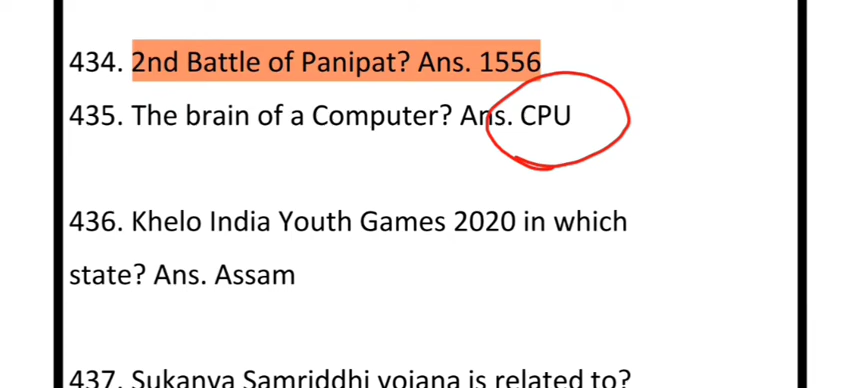 434. 2nd Battle of Panipat? Ans. 1556
435. The brain of a Computer? Ans. CPU
436. Khelo India Youth Games 2020 in which
state? Ans. Assam
437. Sukanya Samriddhi yojana is related to?